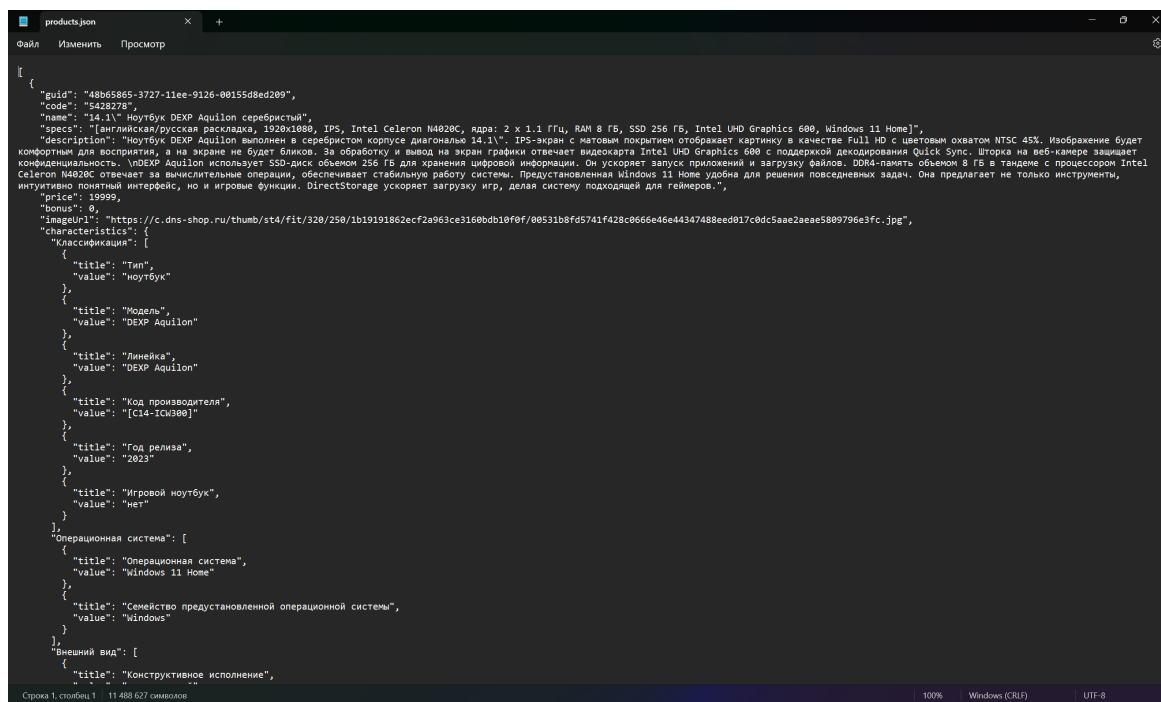 products.json
Файл Изменить Просмотр
[
{
"guid": "48b65865-3727-11ee-9126-00155d8ed209",
"code": "5428278",
"name": "14.1\" Ноутбук DEXP Aquilon серебристый",
"specs": "[английская/русская раскладка, 1920x1080, IPS, Intel Celeron N4020C, ядра: 2 x 1.1 ГГц, RAM 8 ГБ, SSD 256 ГБ, Intel UHD Graphics 600, Windows 11 Home]",
"description": "Ноутбук DEXP Aquilon выполнен в серебристом корпусе диагональю 14.1\". IPS-экран с матовым покрытием отображает картинку в качестве Full HD с цветовым охватом NTSC 45%. Изображение будет
комфортным для восприятия, а на экране не будет бликов. За обработку и вывод на экран графики отвечает видеокарта Intel UHD Graphics 600 с поддержкой декодирования Quick Sync. Шторка на веб-камере защищает
конфиденциальность. \nDEXP Aquilon использует SSD-диск объемом 256 ГБ для хранения цифровой информации. Он ускоряет запуск приложений и загрузку файлов. DDR4-память объемом 8 ГБ в тандеме с процессором Intel
Celeron N4020C отвечает за вычислительные операции, обеспечивает стабильную работу системы. Предустановленная Windows 11 Home удобна для решения повседневных задач. Она предлагает не только инструменты,
интуитивно понятный интерфейс, но и игровые функции. DirectStorage ускоряет загрузку игр, делая систему подходящей для геймеров.",
"price": 19999,
"bonus": 0,
"imageUrl": "https://c.dns-shop.ru/thumb/st4/fit/320/250/1b19191862ecf2a963ce3160bdb10f0f/00531b8fd5741f428c0666e46e44347488eed017c0dc5aae2aeae5809796e3fc.jpg",
"characteristics": {
"Классификация": [
{
"title": "Тип",
"value": "ноутбук"
},
{
"title": "Модель",
"value": "DEXP Aquilon"
},
{
"title": "Линейка",
"value": "DEXP Aquilon"
},
{
"title": "Код производителя",
"value": "[C14-ICW300]"
},
{
"title": "Год релиза",
"value": "2023"
},
{
"title": "Игровой ноутбук",
"value": "нет"
}
],
"Операционная система": [
{
"title": "Операционная система",
"value": "Windows 11 Home"
},
{
"title": "Семейство предустановленной операционной системы",
"value": "Windows"
}
],
"Внешний вид": [
{
"title": "Конструктивное исполнение",
Строка 1, столбец 1 11 488 627 символов 100% Windows (CRLF) UTF-8